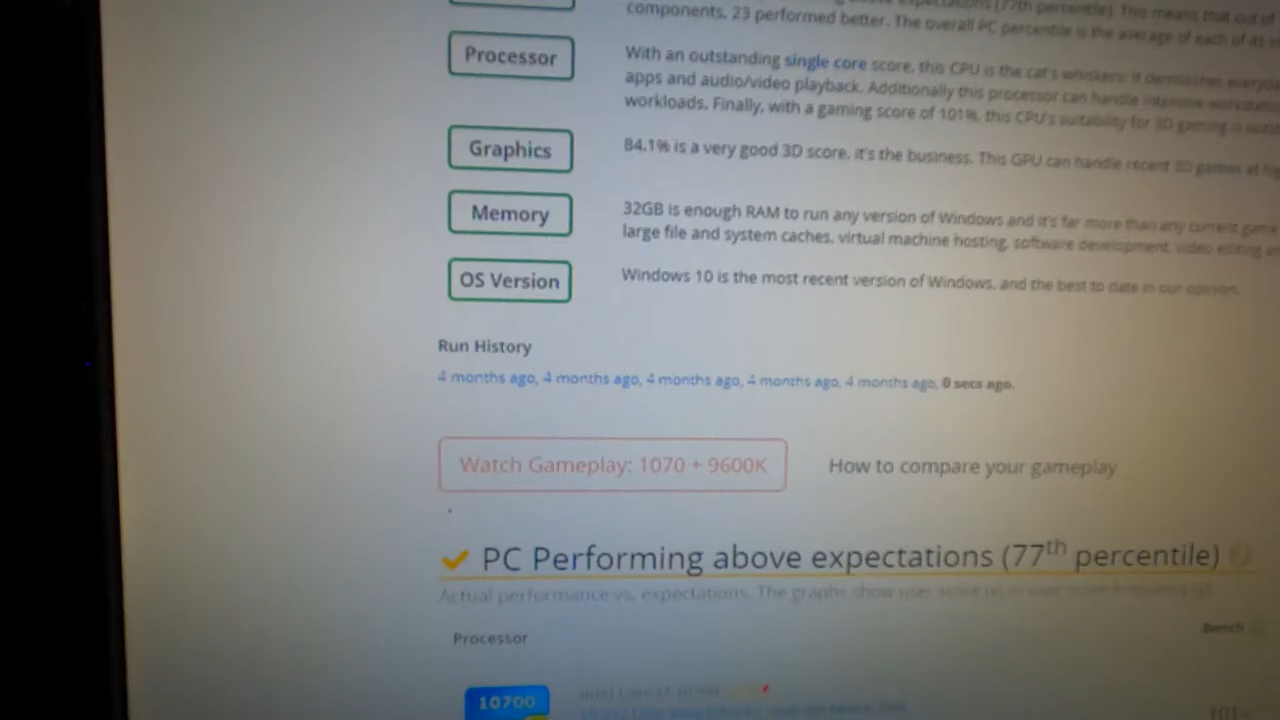 expectations (77th percentile). This means that out of
components, 23 performed better. The overall PC percentile is the average of each of its
Processor
With an outstanding single core score, this CPU is the cat's whiskers: It demolishes everyday
apps and audio/video playback. Additionally this processor can handle intensive workstation
workloads. Finally, with a gaming score of 101%, this CPU's suitability for 3D gaming is
Graphics
84.1% is a very good 3D score, it's the business. This GPU can handle recent 3D games at
Memory
32GB is enough RAM to run any version of Windows and it's far more than any current game
large file and system caches, virtual machine hosting, software development, video editing
OS Version
Windows 10 is the most recent version of Windows, and the best to date in our opinion.
Run History
4 months ago, 4 months ago, 4 months ago, 4 months ago, 4 months ago, 0 secs ago.
Watch Gameplay: 1070 + 9600K
How to compare your gameplay
PC Performing above expectations (77th percentile)
Actual performance vs. expectations. The graphs show user score
Bench
Processor
10700